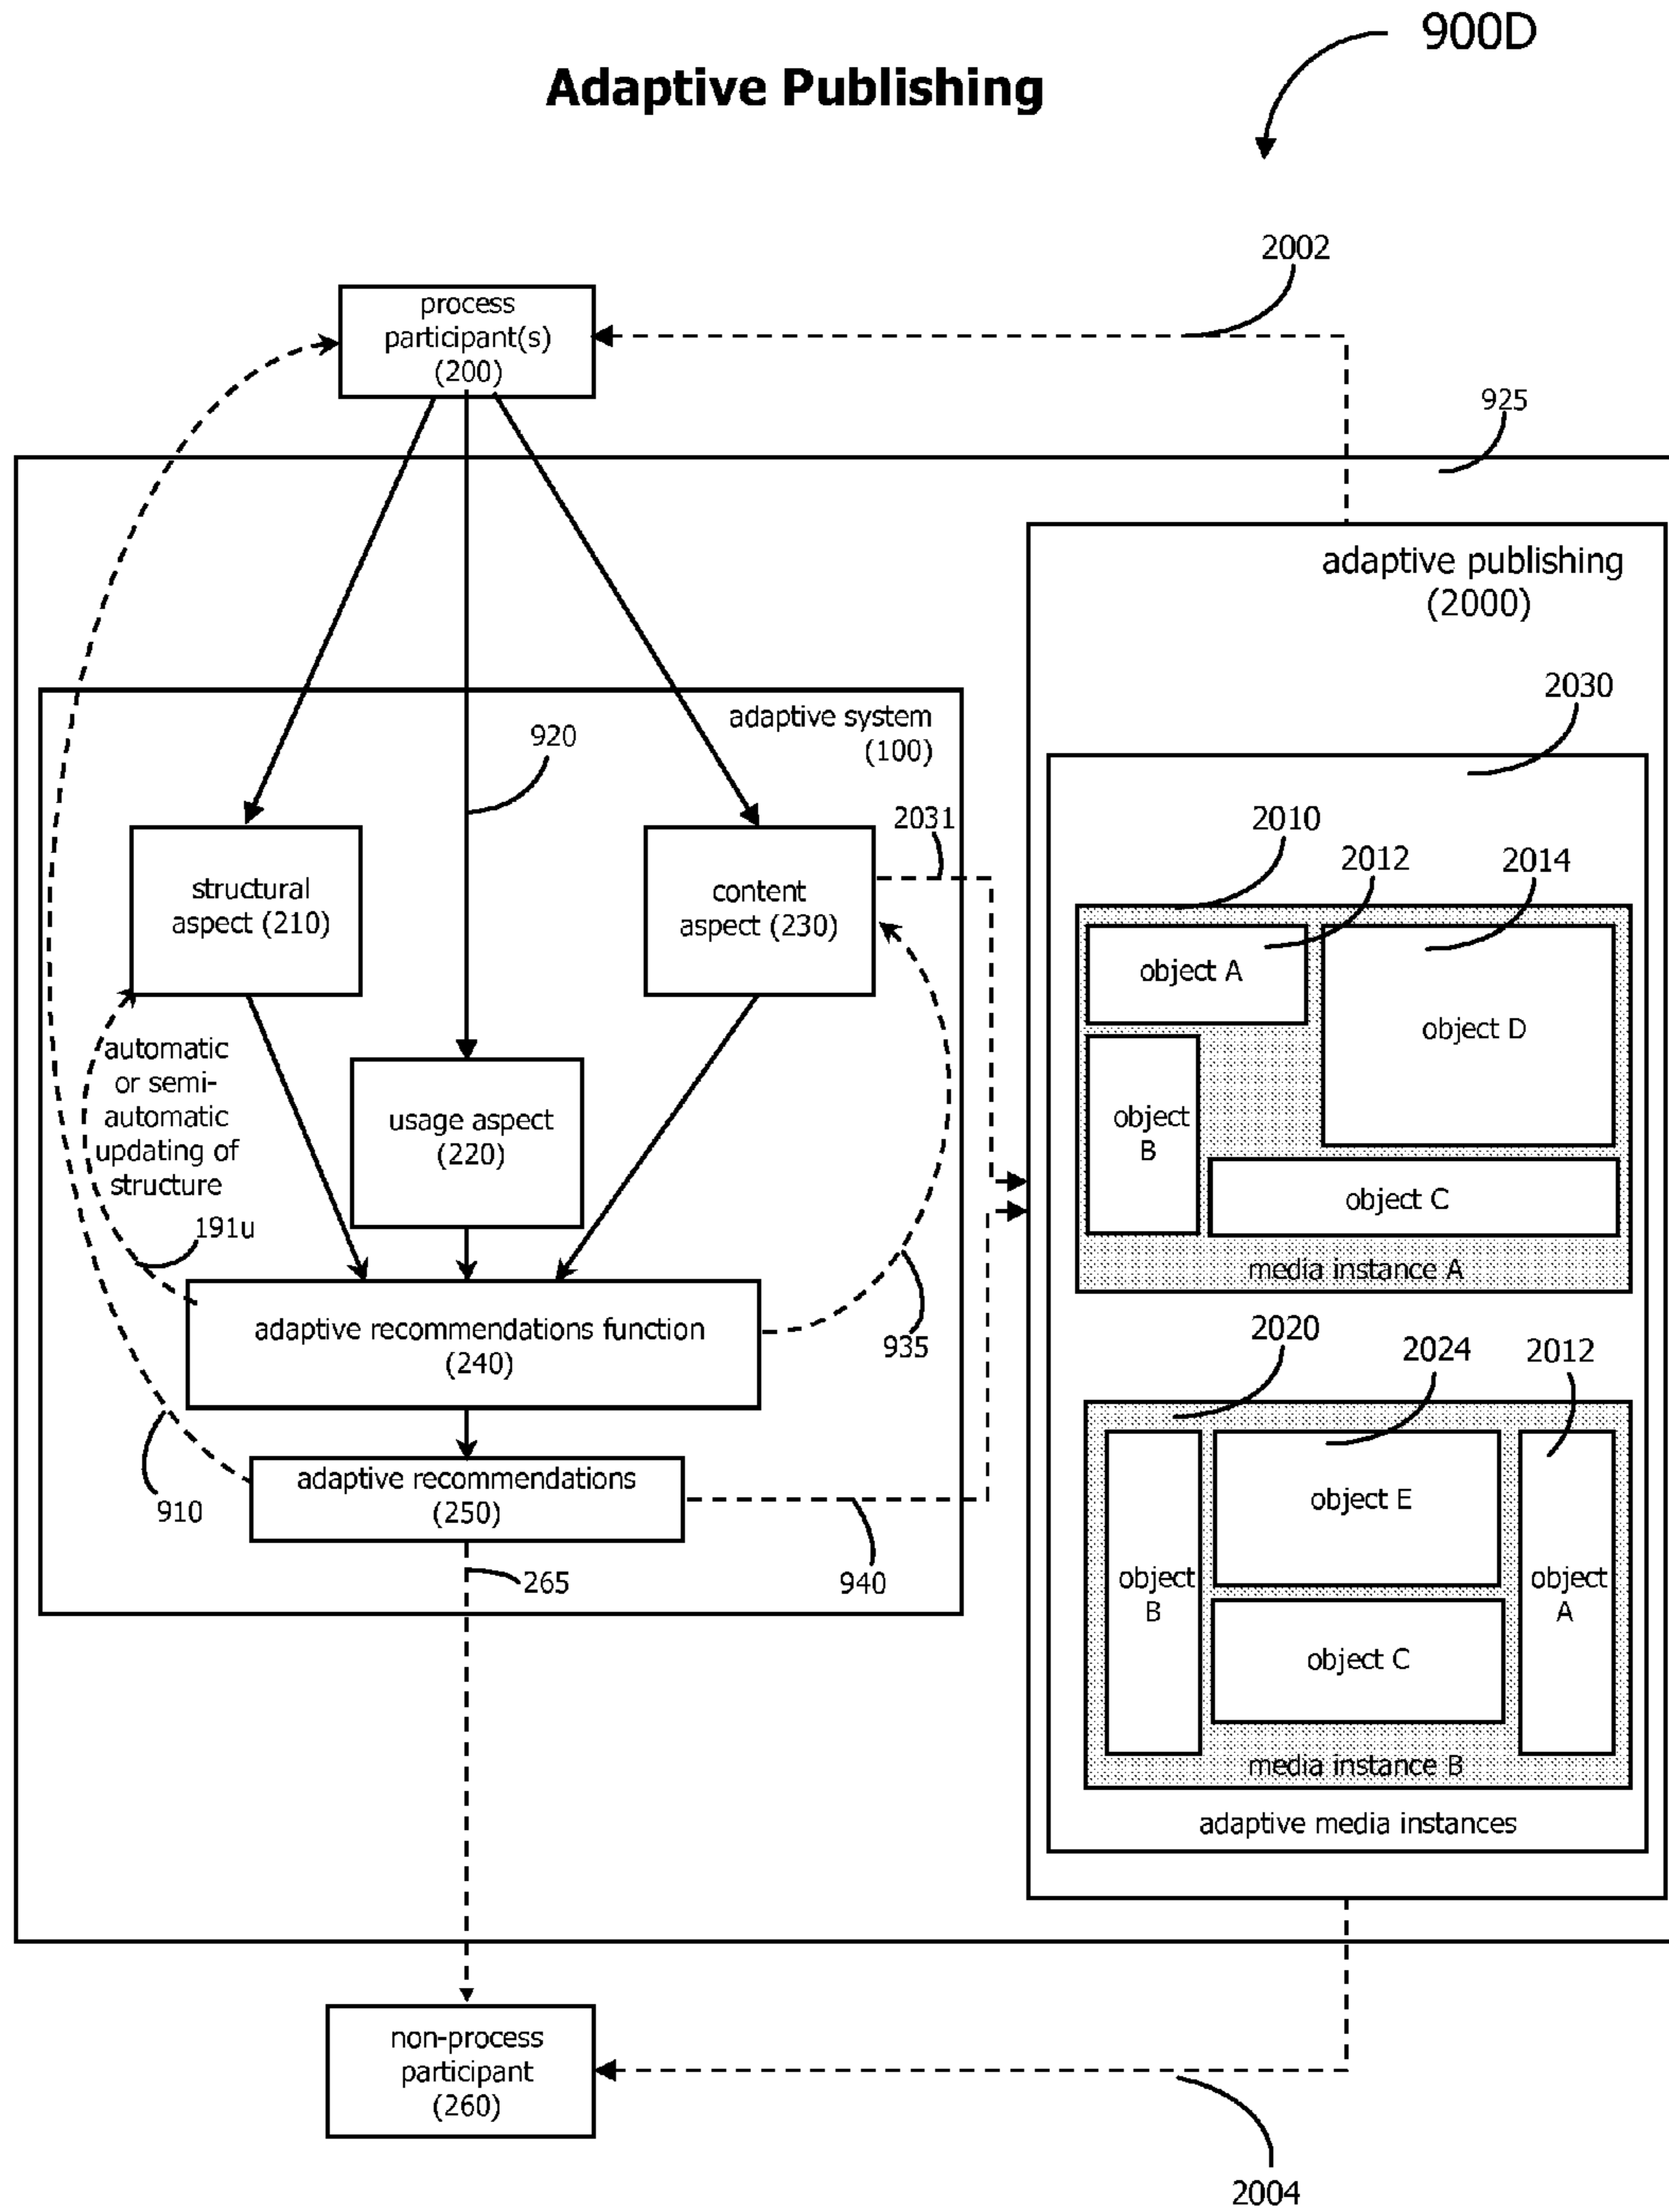 900D
Adaptive Publishing
2002
process
participant(s)
(200)
925
adaptive publishing
(2000)
2030
adaptive system
(100)
920
2031
2010
2012
2014
structural
aspect (210)
content
aspect (230)
object A
object D
automatic
or semi-
automatic
updating of
structure
usage aspect
(220)
object
B
object C
191u
media instance A
adaptive recommendations function
(240)
935
2020
2024
2012
adaptive recommendations
(250)
910
265
940
object E
object
B
object
A
object C
media instance B
adaptive media instances
non-process
participant
(260)
2004